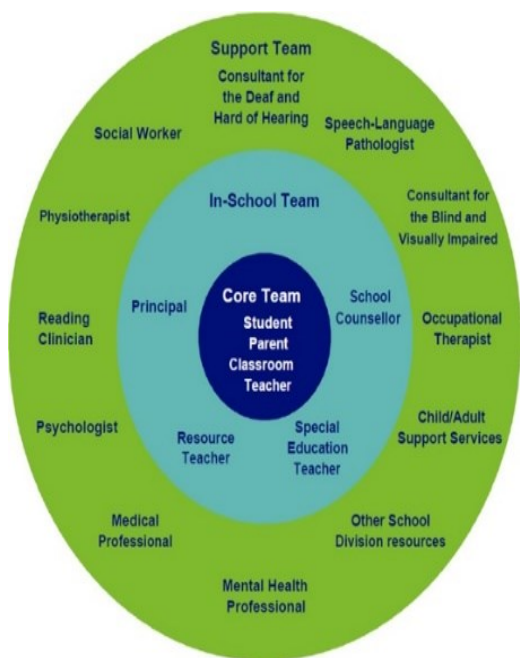 Support Team
Consultant for
the Deaf and
Hard of Hearing
Social Worker
Speech-Language
Pathologist
Physiotherapist
Consultant for
the Blind and
Visually Impaired
Reading
Clinician
Occupational
Therapist
Psychologist
Child/Adult
Support Services
Medical
Professional
Other School
Division resources
Mental Health
Professional
In-School Team
Principal
School
Counsellor
Resource
Teacher
Special
Education
Teacher
Core Team
Student
Parent
Classroom
Teacher